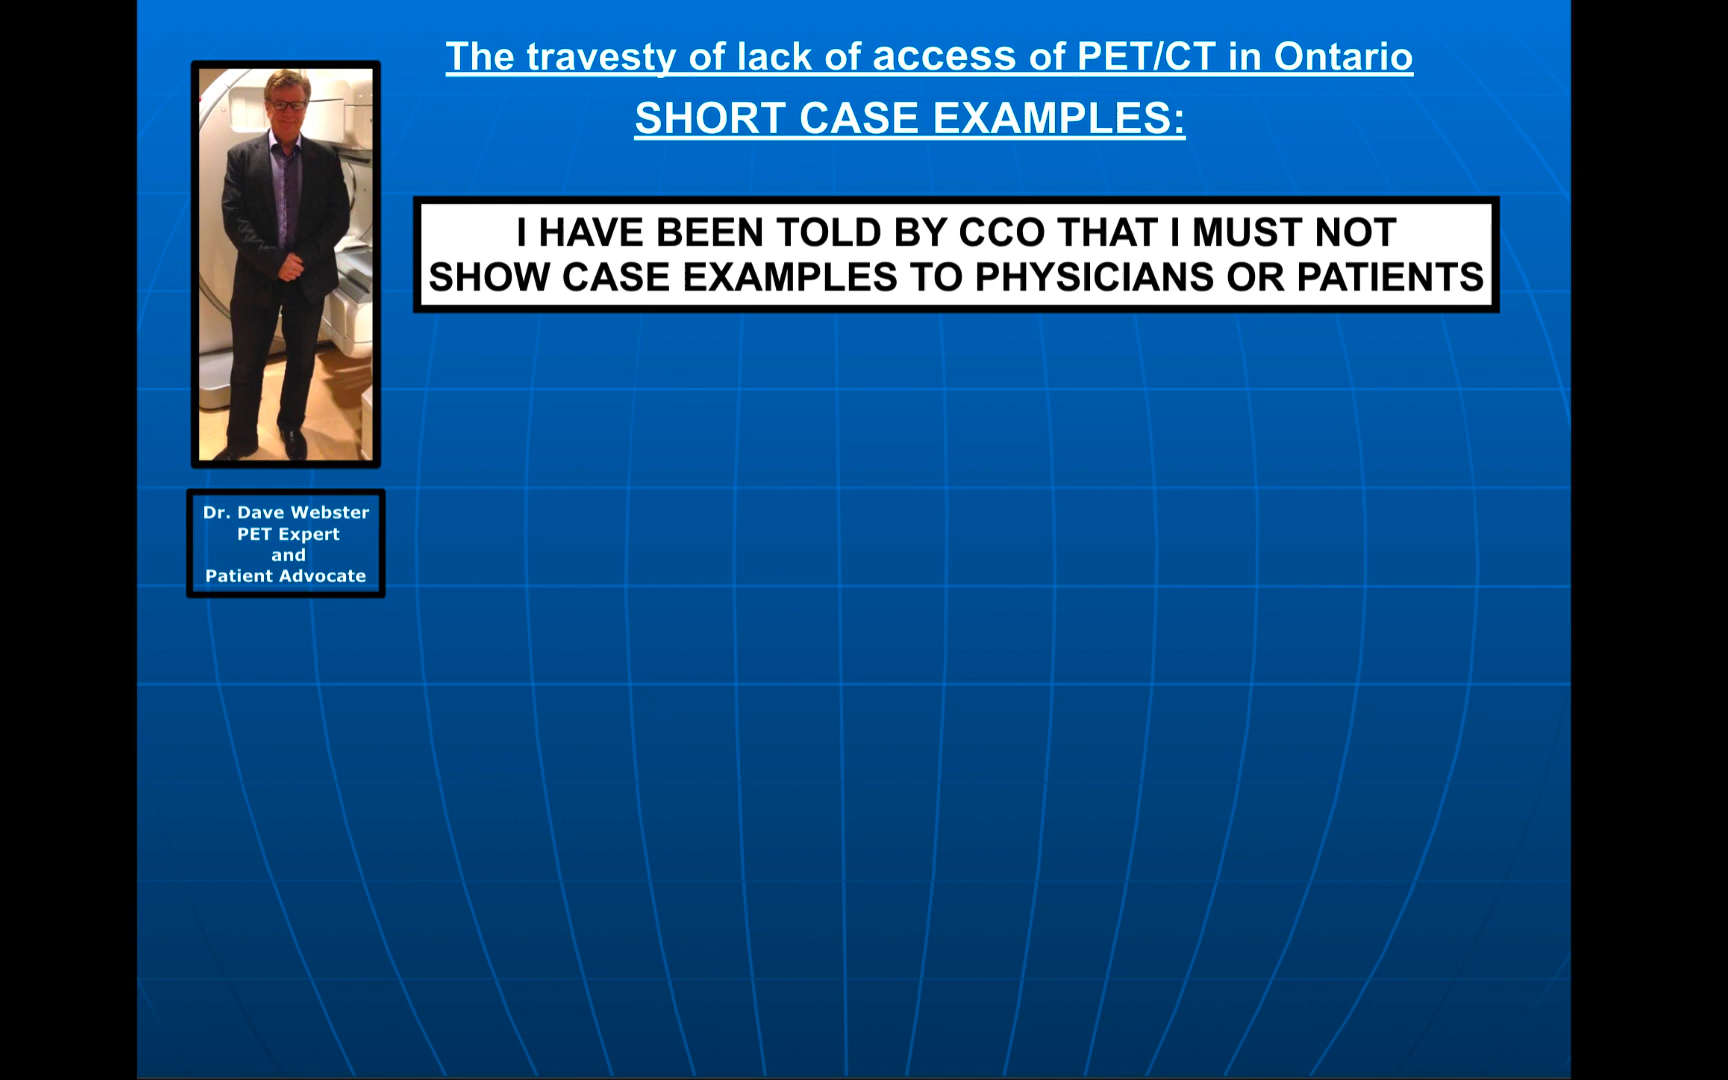 The travesty of lack of access of PET/CT in Ontario
SHORT CASE EXAMPLES:
I HAVE BEEN TOLD BY CCO THAT I MUST NOT
SHOW CASE EXAMPLES TO PHYSICIANS OR PATIENTS
Dr. Dave Webster
PET Expert
and
Patient Advocate